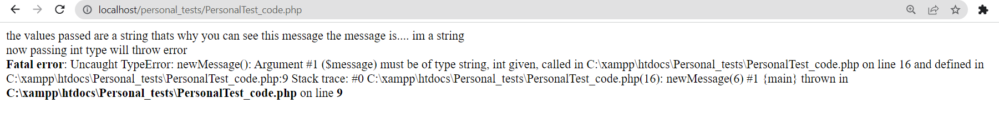 localhost/personal_tests/PersonalTest_code.php
the values passed are a string thats why you can see this message the message is.... im a string
now passing int type will throw error
Fatal error: Uncaught TypeError: newMessage(): Argument #1 ($message) must be of type string, int given, called in C:\xampp\htdocs\Personal_tests\PersonalTest_code.php on line 16 and defined in
C:\xampp\htdocs\Personal_tests\PersonalTest_code.php:9 Stack trace: #0 C:\xampp\htdocs\Personal_tests\PersonalTest_code.php(16): newMessage(6) #1 {main} thrown in
C:\xampp\htdocs\Personal_tests\PersonalTest_code.php on line 9